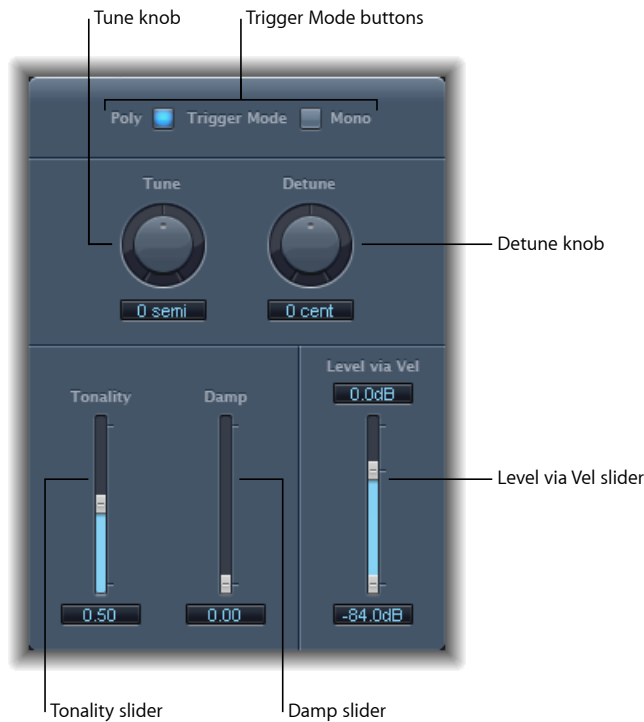 Tune knob
Trigger Mode buttons
Poly Trigger Mode Mono
Tune
Detune
Detune knob
0 semi
0 cent
Level via Vel
0.0dB
Tonality
Damp
Level via Vel slider
0.50
0.00
-84.0dB
Tonality slider
Damp slider